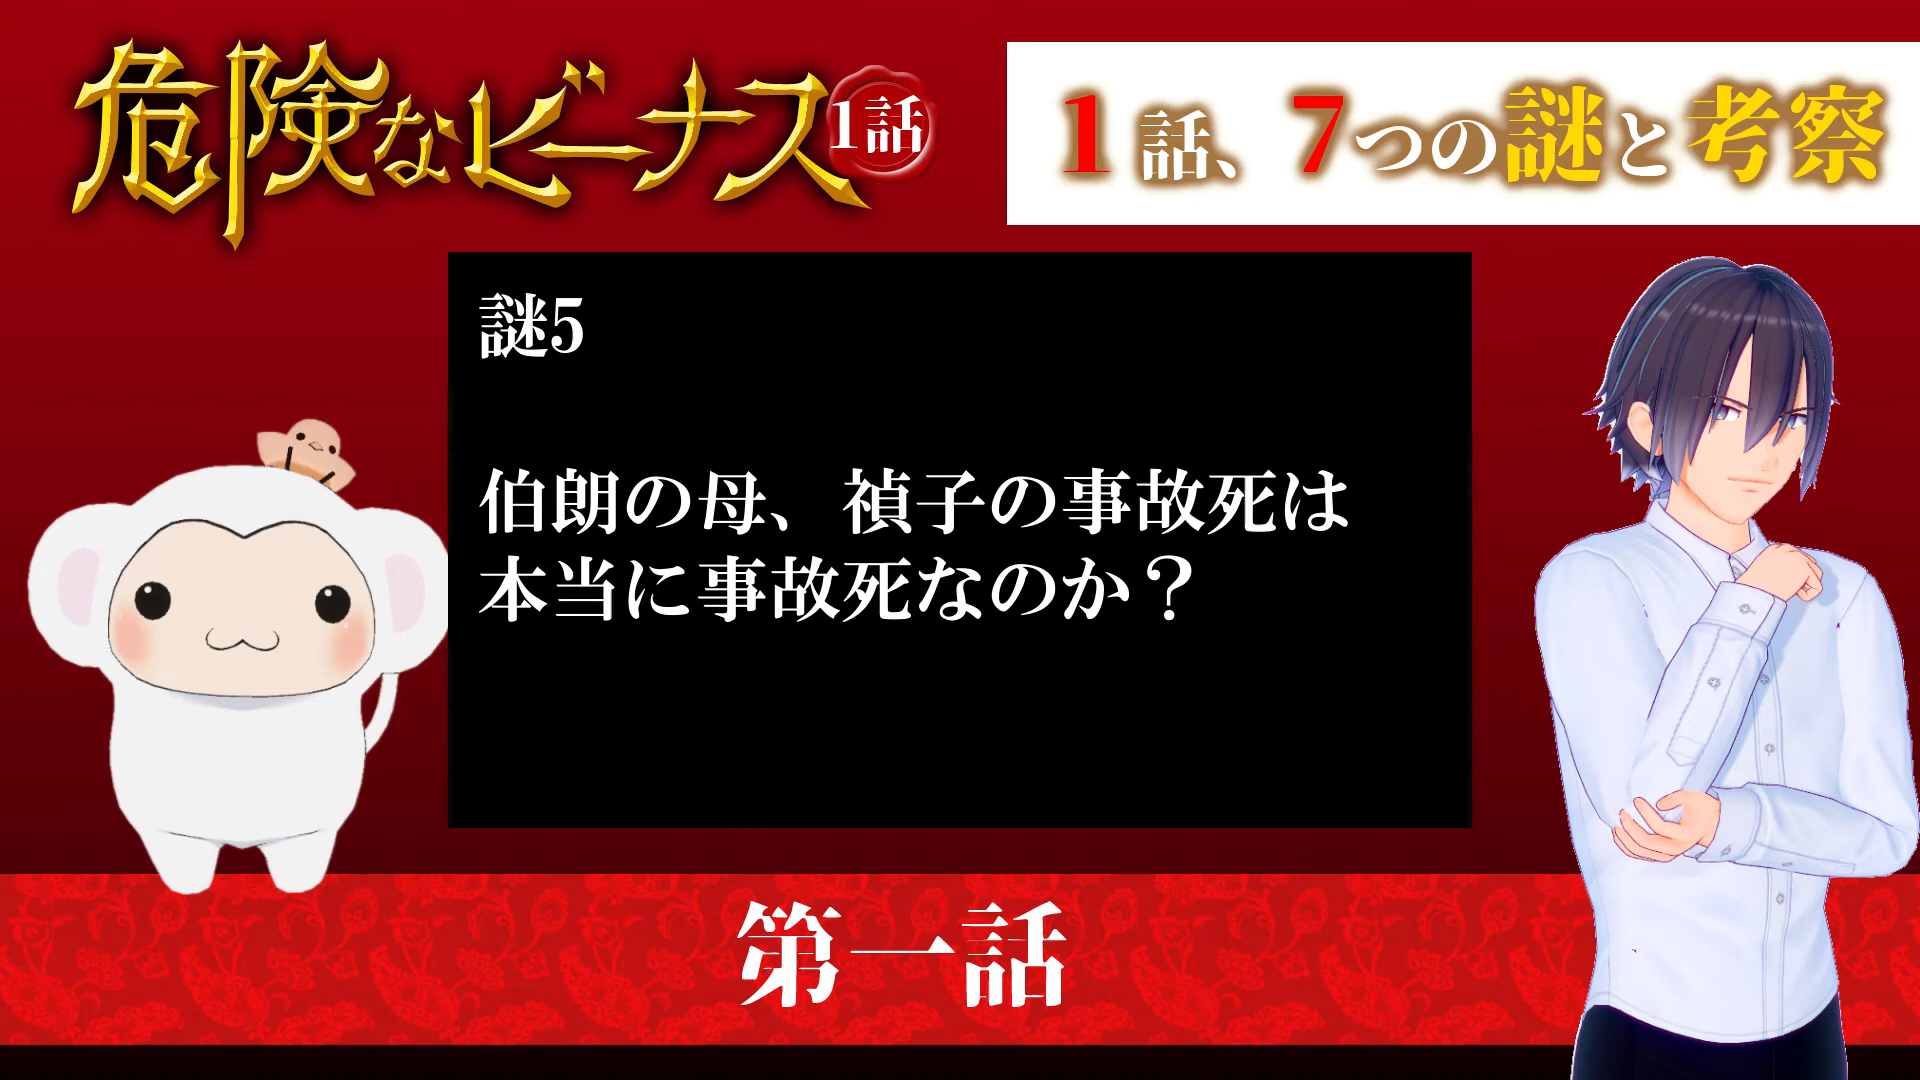 危険なビーナス
1話
1話、7つの謎と考察
謎5
伯朗の母、禎子の事故死は
本当に事故死なのか？
第一話